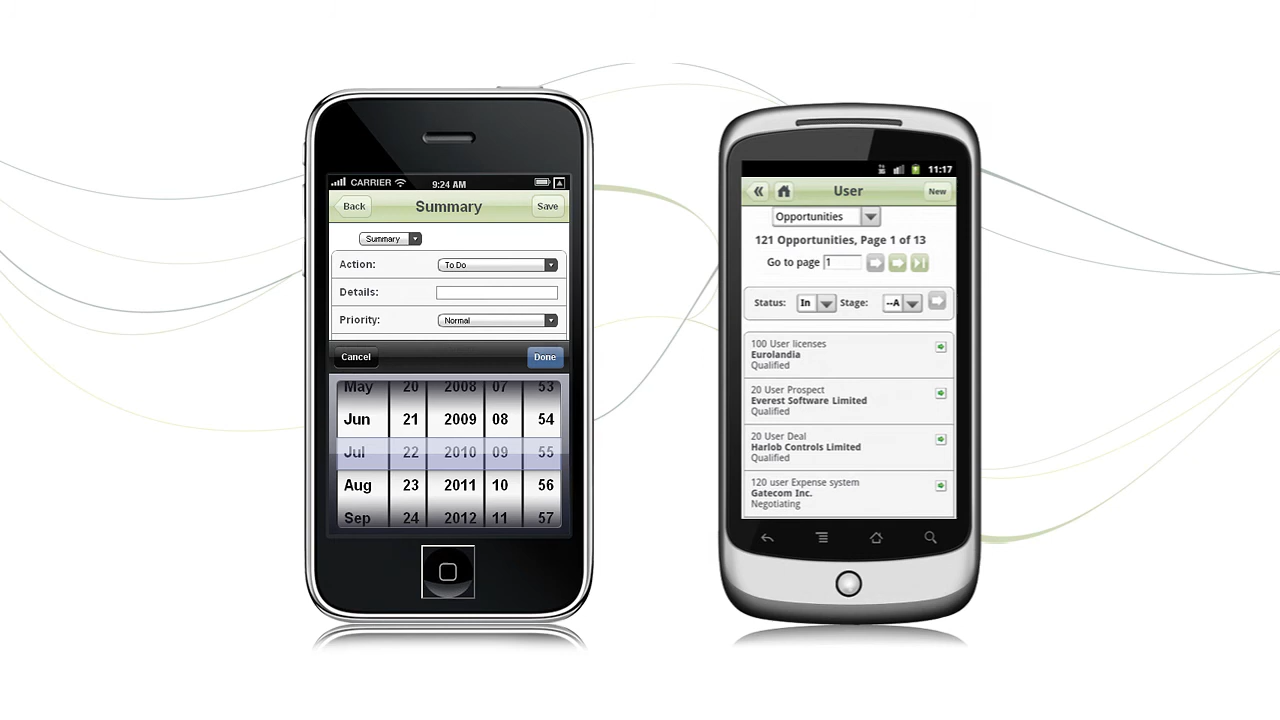 CARRIER 9:24 AM
Back Summary Save
Summary
Action: To Do
Details:
Priority: Normal
Cancel Done
May 20 2008 07 53
Jun 21 2009 08 54
Jul 22 2010 09 55
Aug 23 2011 10 56
Sep 24 2012 11 57
11:17
User New
Opportunities
121 Opportunities, Page 1 of 13
Go to page 1
Status: In Stage: --A
100 User licenses
Eurolandia
Qualified
20 User Prospect
Everest Software Limited
Qualified
20 User Deal
Harlob Controls Limited
Qualified
120 user Expense system
Gatecom Inc.
Negotiating